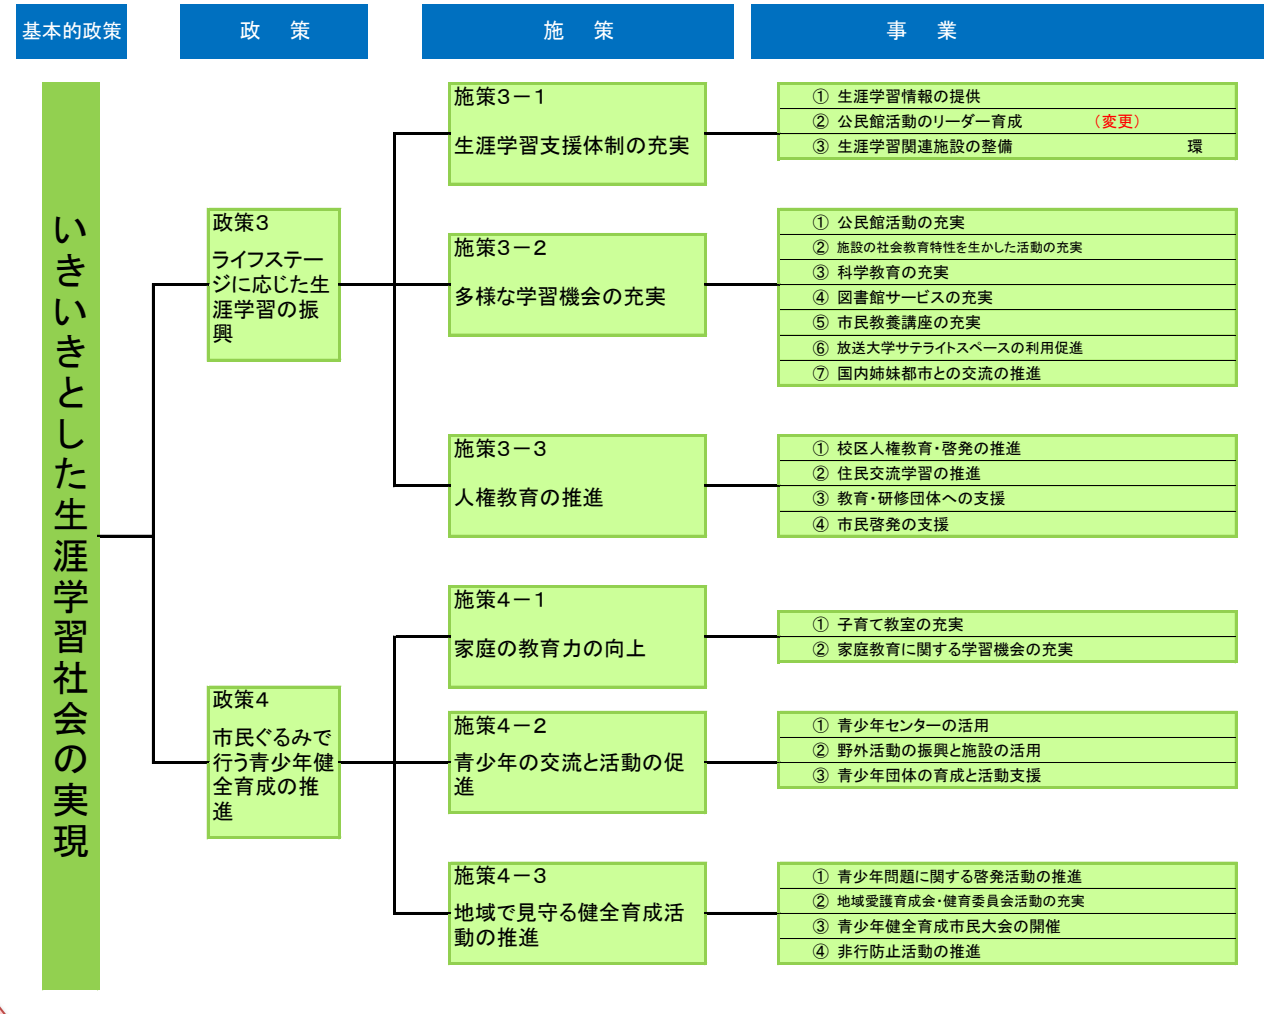 基本的政策
政　策
施　策
事　業
いきいきとした生涯学習社会の実現
政策3
ライフステー
ジに応じた生
涯学習の振
興
施策3－1
生涯学習支援体制の充実
① 生涯学習情報の提供
② 公民館活動のリーダー育成 （変更）
③ 生涯学習関連施設の整備 環
施策3－2
多様な学習機会の充実
① 公民館活動の充実
② 施設の社会教育特性を生かした活動の充実
③ 科学教育の充実
④ 図書館サービスの充実
⑤ 市民教養講座の充実
⑥ 放送大学サテライトスペースの利用促進
⑦ 国内姉妹都市との交流の推進
施策3－3
人権教育の推進
① 校区人権教育・啓発の推進
② 住民交流学習の推進
③ 教育・研修団体への支援
④ 市民啓発の支援
政策4
市民ぐるみで
行う青少年健
全育成の推
進
施策4－1
家庭の教育力の向上
① 子育て教室の充実
② 家庭教育に関する学習機会の充実
施策4－2
青少年の交流と活動の促
進
① 青少年センターの活用
② 野外活動の振興と施設の活用
③ 青少年団体の育成と活動支援
施策4－3
地域で見守る健全育成活
動の推進
① 青少年問題に関する啓発活動の推進
② 地域愛護育成会・健育委員会活動の充実
③ 青少年健全育成市民大会の開催
④ 非行防止活動の推進